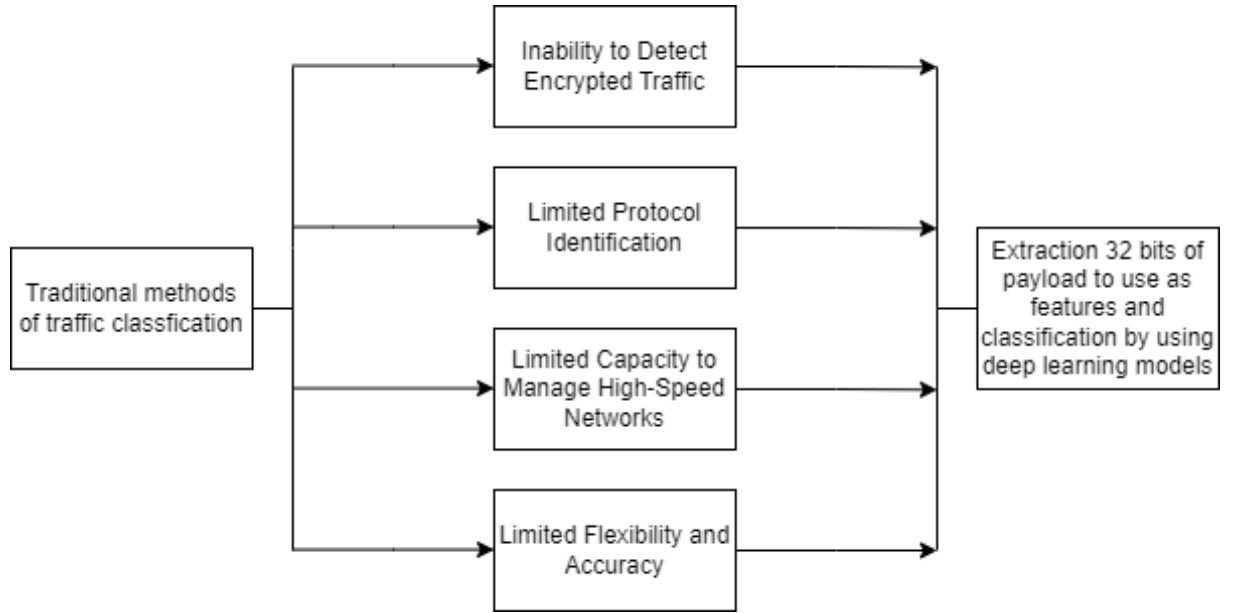 Inability to Detect
Encrypted Traffic
Limited Protocol
Identification
Traditional methods
of traffic classfication
Limited Capacity to
Manage High-Speed
Networks
Limited Flexibility and
Accuracy
Extraction 32 bits of
payload to use as
features and
classification by using
deep learning models